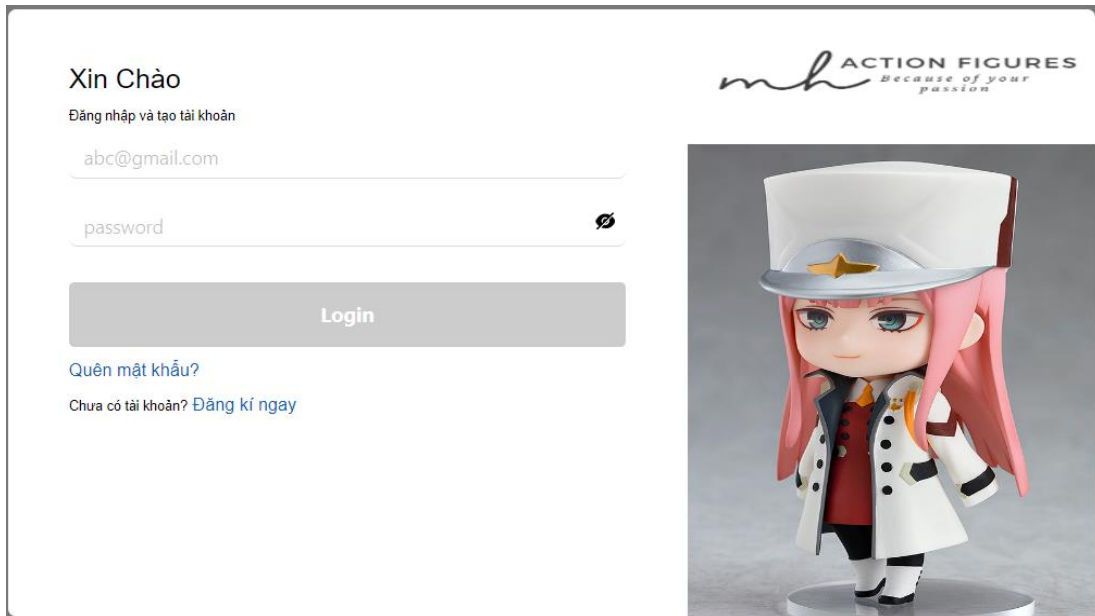 Xin Chào
Đăng nhập và tạo tài khoản
abc@gmail.com
password
Login
Quên mật khẩu?
Chưa có tài khoản? Đăng kí ngay
mh ACTION FIGURES
Because of your
passion